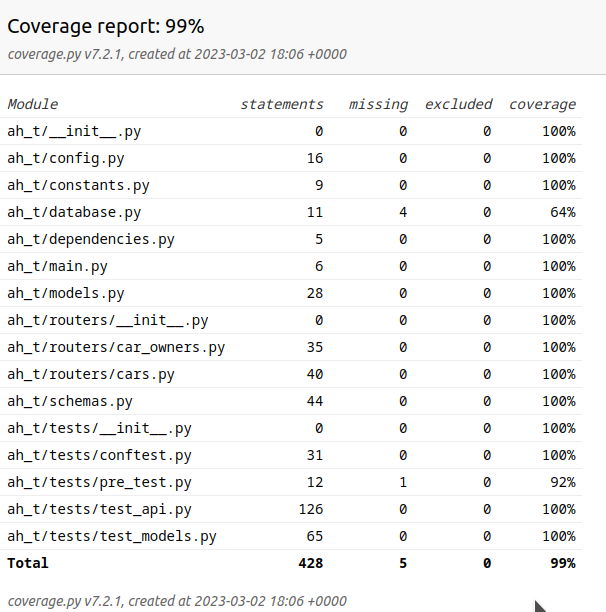 Coverage report: 99%
coverage.py v7.2.1, created at 2023-03-02 18:06 +0000
Module statements missing excluded coverage
ah_t/__init__.py 0 0 0 100%
ah_t/config.py 16 0 0 100%
ah_t/constants.py 9 0 0 100%
ah_t/database.py 11 4 0 64%
ah_t/dependencies.py 5 0 0 100%
ah_t/main.py 6 0 0 100%
ah_t/models.py 28 0 0 100%
ah_t/routers/__init__.py 0 0 0 100%
ah_t/routers/car_owners.py 35 0 0 100%
ah_t/routers/cars.py 40 0 0 100%
ah_t/schemas.py 44 0 0 100%
ah_t/tests/__init__.py 0 0 0 100%
ah_t/tests/conftest.py 31 0 0 100%
ah_t/tests/pre_test.py 12 1 0 92%
ah_t/tests/test_api.py 126 0 0 100%
ah_t/tests/test_models.py 65 0 0 100%
Total 428 5 0 99%
coverage.py v7.2.1, created at 2023-03-02 18:06 +0000